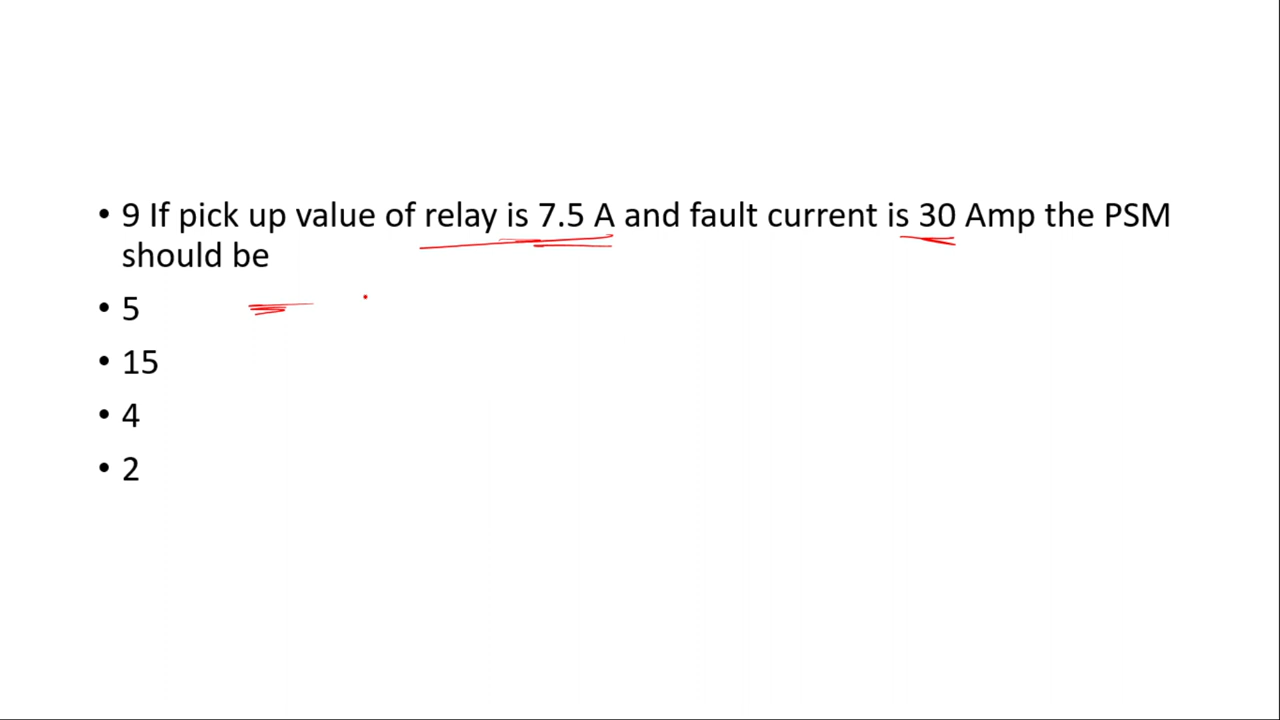 • 9 If pick up value of relay is 7.5 A and fault current is 30 Amp the PSM
should be
• 5
• 15
• 4
• 2